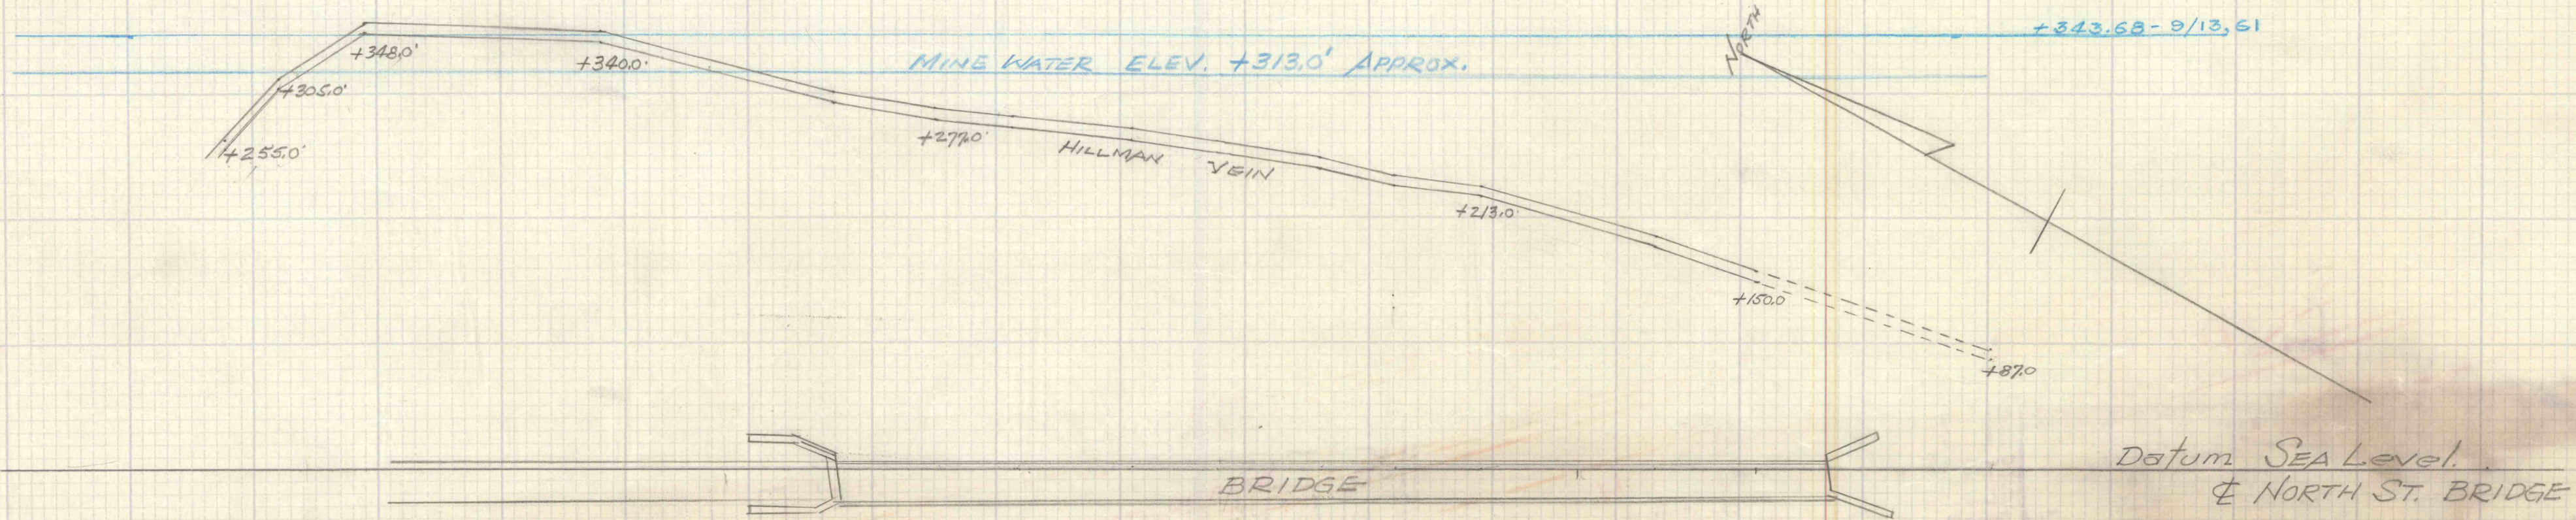 NORTH
+343.68 - 9/13, 61
+348.0'
+340.0'
MINE WATER ELEV. +313.0' APPROX.
+305.0'
+277.0'
HILLMAN VEIN
+255.0'
+213.0
+150.0
+87.0
Datum SEA Level.
BRIDGE
℄ NORTH ST. BRIDGE